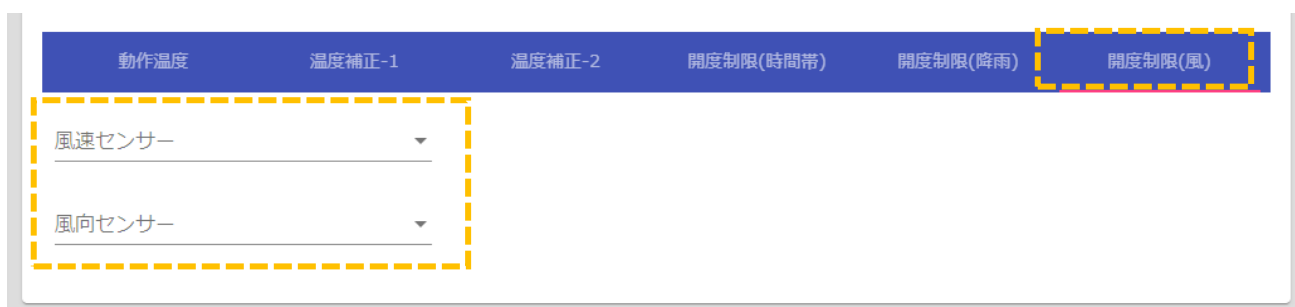 動作温度 温度補正-1 温度補正-2 開度制限(時間帯) 開度制限(降雨) 開度制限(風)
風速センサー
風向センサー